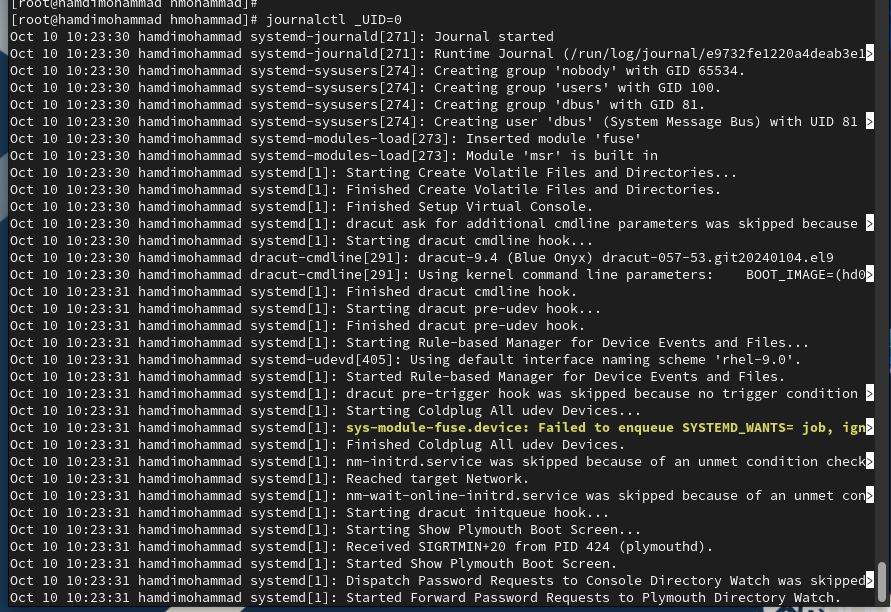 [root@hamdimohammad hmohammad]#
[root@hamdimohammad hmohammad]# journalctl _UID=0
Oct 10 10:23:30 hamdimohammad systemd-journald[271]: Journal started
Oct 10 10:23:30 hamdimohammad systemd-journald[271]: Runtime Journal (/run/log/journal/e9732fe1220a4deab3e1>
Oct 10 10:23:30 hamdimohammad systemd-sysusers[274]: Creating group 'nobody' with GID 65534.
Oct 10 10:23:30 hamdimohammad systemd-sysusers[274]: Creating group 'users' with GID 100.
Oct 10 10:23:30 hamdimohammad systemd-sysusers[274]: Creating group 'dbus' with GID 81.
Oct 10 10:23:30 hamdimohammad systemd-sysusers[274]: Creating user 'dbus' (System Message Bus) with UID 81 >
Oct 10 10:23:30 hamdimohammad systemd-modules-load[273]: Inserted module 'fuse'
Oct 10 10:23:30 hamdimohammad systemd-modules-load[273]: Module 'msr' is built in
Oct 10 10:23:30 hamdimohammad systemd[1]: Starting Create Volatile Files and Directories...
Oct 10 10:23:30 hamdimohammad systemd[1]: Finished Create Volatile Files and Directories.
Oct 10 10:23:30 hamdimohammad systemd[1]: Finished Setup Virtual Console.
Oct 10 10:23:30 hamdimohammad systemd[1]: dracut ask for additional cmdline parameters was skipped because >
Oct 10 10:23:30 hamdimohammad systemd[1]: Starting dracut cmdline hook...
Oct 10 10:23:30 hamdimohammad dracut-cmdline[291]: dracut-9.4 (Blue Onyx) dracut-057-53.git20240104.el9
Oct 10 10:23:30 hamdimohammad dracut-cmdline[291]: Using kernel command line parameters:    BOOT_IMAGE=(hd0>
Oct 10 10:23:31 hamdimohammad systemd[1]: Finished dracut cmdline hook.
Oct 10 10:23:31 hamdimohammad systemd[1]: Starting dracut pre-udev hook...
Oct 10 10:23:31 hamdimohammad systemd[1]: Finished dracut pre-udev hook.
Oct 10 10:23:31 hamdimohammad systemd[1]: Starting Rule-based Manager for Device Events and Files...
Oct 10 10:23:31 hamdimohammad systemd-udevd[405]: Using default interface naming scheme 'rhel-9.0'.
Oct 10 10:23:31 hamdimohammad systemd[1]: Started Rule-based Manager for Device Events and Files.
Oct 10 10:23:31 hamdimohammad systemd[1]: dracut pre-trigger hook was skipped because no trigger condition >
Oct 10 10:23:31 hamdimohammad systemd[1]: Starting Coldplug All udev Devices...
Oct 10 10:23:31 hamdimohammad systemd[1]: sys-module-fuse.device: Failed to enqueue SYSTEMD_WANTS= job, ign>
Oct 10 10:23:31 hamdimohammad systemd[1]: Finished Coldplug All udev Devices.
Oct 10 10:23:31 hamdimohammad systemd[1]: nm-initrd.service was skipped because of an unmet condition check>
Oct 10 10:23:31 hamdimohammad systemd[1]: Reached target Network.
Oct 10 10:23:31 hamdimohammad systemd[1]: nm-wait-online-initrd.service was skipped because of an unmet con>
Oct 10 10:23:31 hamdimohammad systemd[1]: Starting dracut initqueue hook...
Oct 10 10:23:31 hamdimohammad systemd[1]: Starting Show Plymouth Boot Screen...
Oct 10 10:23:31 hamdimohammad systemd[1]: Received SIGRTMIN+20 from PID 424 (plymouthd).
Oct 10 10:23:31 hamdimohammad systemd[1]: Started Show Plymouth Boot Screen.
Oct 10 10:23:31 hamdimohammad systemd[1]: Dispatch Password Requests to Console Directory Watch was skipped>
Oct 10 10:23:31 hamdimohammad systemd[1]: Started Forward Password Requests to Plymouth Directory Watch.